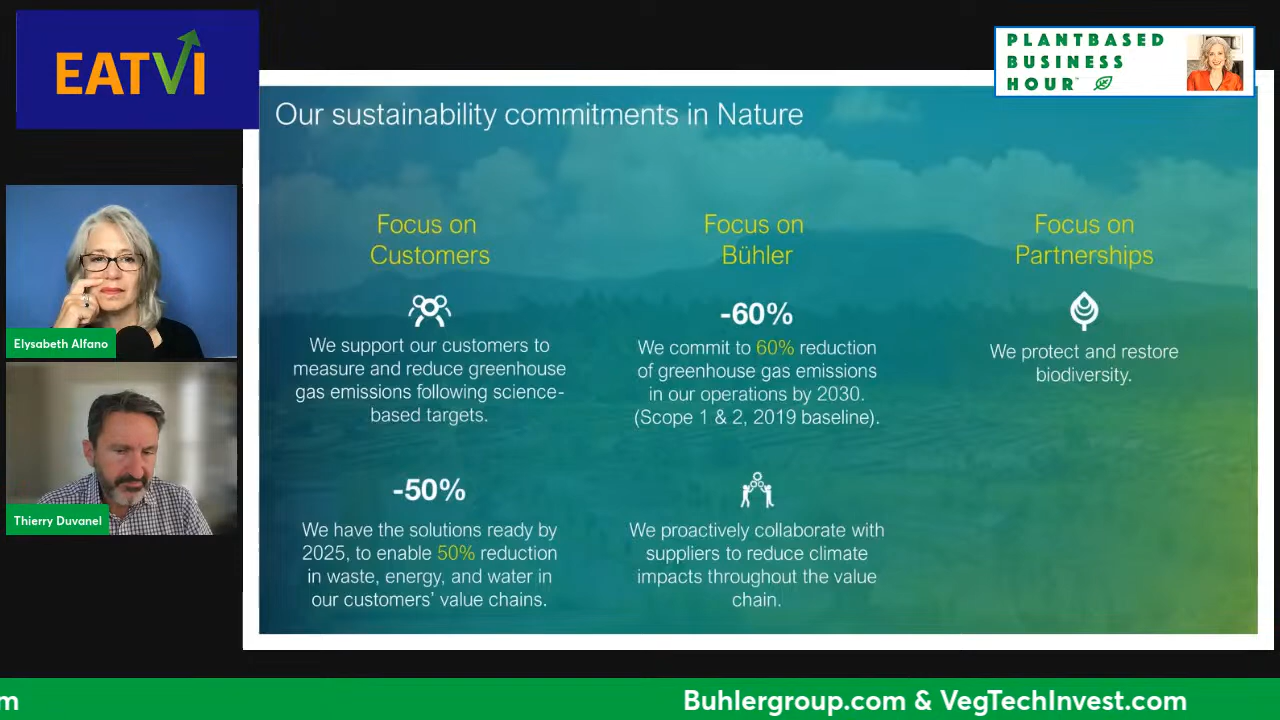 EATVI
PLANTBASED
BUSINESS
HOUR
Our sustainability commitments in Nature
Focus on
Customers
We support our customers to
measure and reduce greenhouse
gas emissions following science-
based targets.
-50%
We have the solutions ready by
2025, to enable 50% reduction
in waste, energy, and water in
our customers' value chains.
Focus on
Bühler
-60%
We commit to 60% reduction
of greenhouse gas emissions
in our operations by 2030.
(Scope 1 & 2, 2019 baseline).
We proactively collaborate with
suppliers to reduce climate
impacts throughout the value
chain.
Focus on
Partnerships
We protect and restore
biodiversity.
Elysabeth Alfano
Thierry Duvanel
m
Buhlergroup.com & VegTechInvest.com